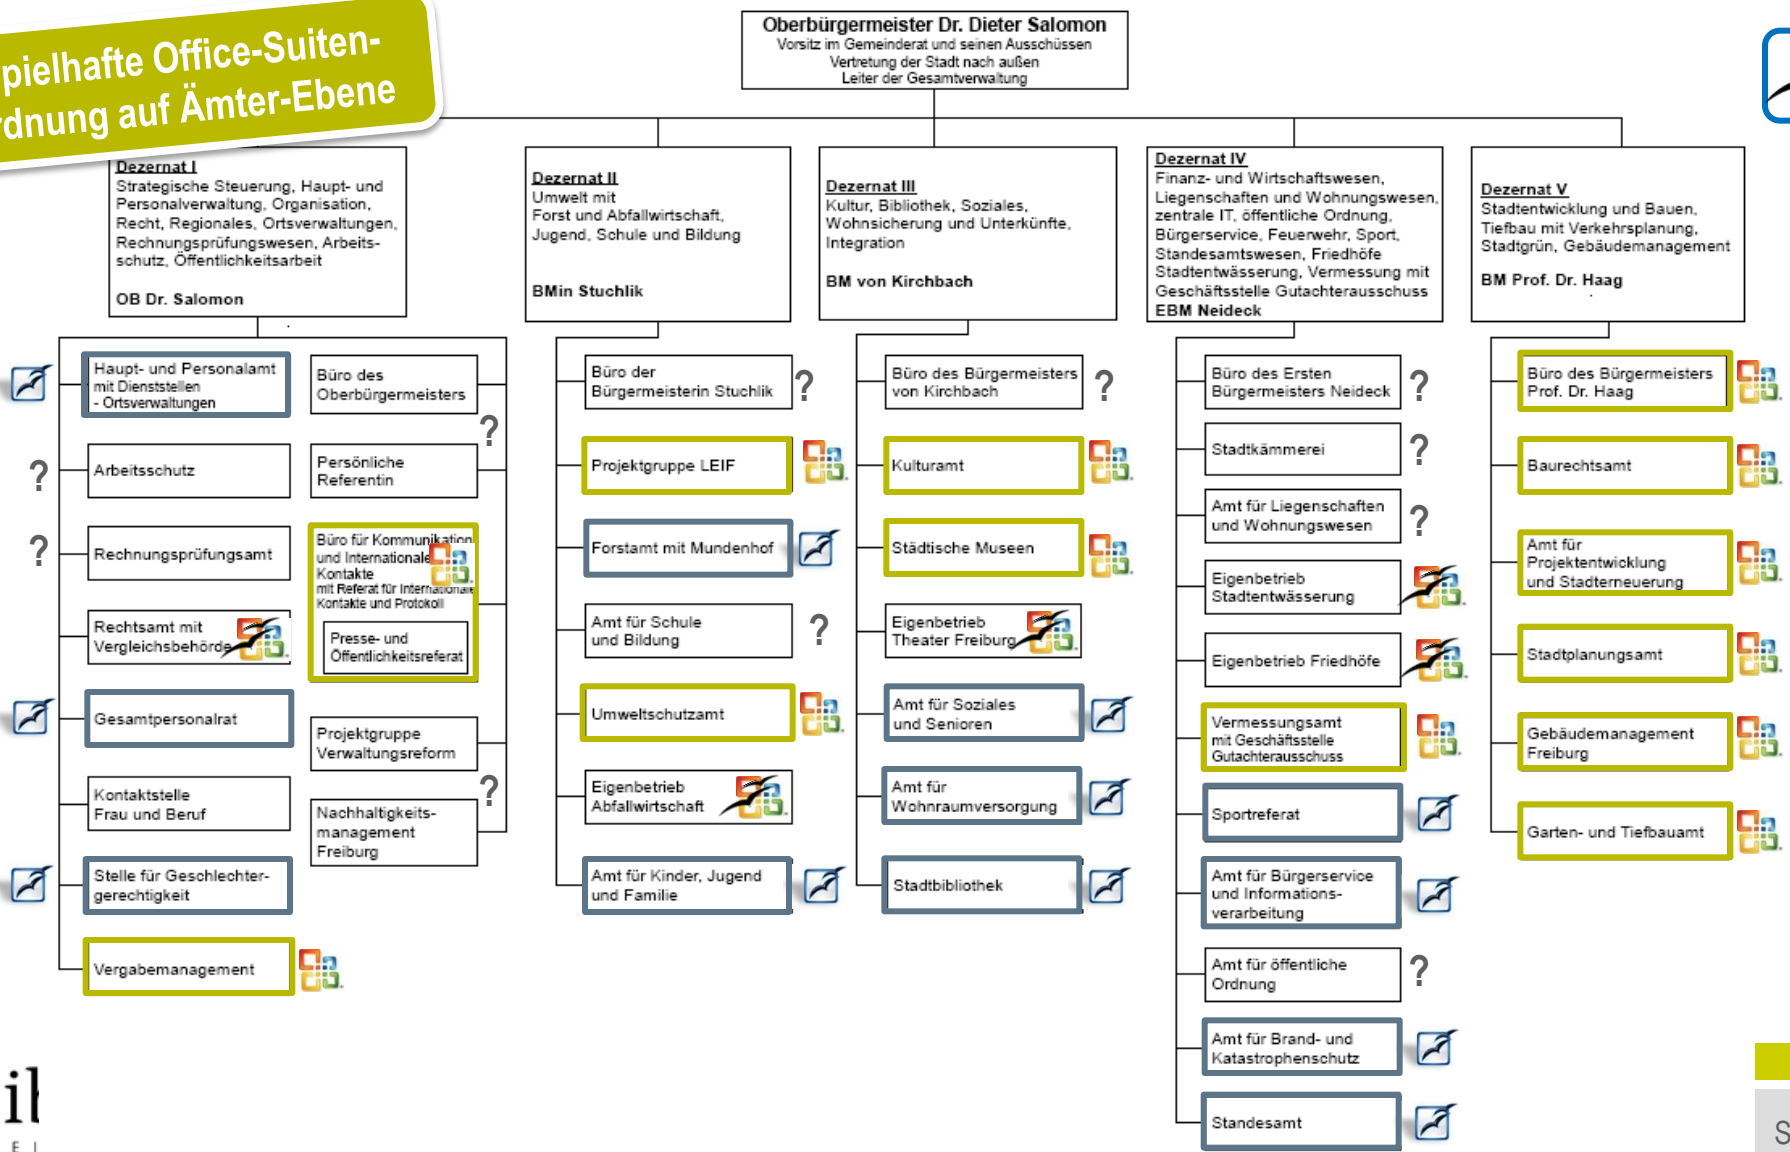 pielhafte Office-Suiten-
rdnung auf Ämter-Ebene
Oberbürgermeister Dr. Dieter Salomon
Vorsitz im Gemeinderat und seinen Ausschüssen
Vertretung der Stadt nach außen
Leiter der Gesamtverwaltung
Dezernat I
Strategische Steuerung, Haupt- und
Personalverwaltung, Organisation,
Recht, Regionales, Ortsverwaltungen,
Rechnungsprüfungswesen, Arbeits-
schutz, Öffentlichkeitsarbeit
OB Dr. Salomon
Haupt- und Personalamt
mit Dienststellen
- Ortsverwaltungen
?
Arbeitsschutz
?
Rechnungsprüfungsamt
Rechtsamt mit
Vergleichsbehörde
Gesamtpersonalrat
Kontaktstelle
Frau und Beruf
Stelle für Geschlechter-
gerechtigkeit
Vergabemanagement
Büro des
Oberbürgermeisters
?
Persönliche
Referentin
Büro für Kommunikation
und Internationale
Kontakte
mit Referat für Internationale
Kontakte und Protokoll
Presse- und
Öffentlichkeitsreferat
Projektgruppe
Verwaltungsreform
?
Nachhaltigkeits-
management
Freiburg
Dezernat II
Umwelt mit
Forst und Abfallwirtschaft,
Jugend, Schule und Bildung
BMin Stuchlik
Büro der
Bürgermeisterin Stuchlik
?
Projektgruppe LEIF
Forstamt mit Mundenhof
Amt für Schule
und Bildung
?
Umweltschutzamt
Eigenbetrieb
Abfallwirtschaft
Amt für Kinder, Jugend
und Familie
Dezernat III
Kultur, Bibliothek, Soziales,
Wohnsicherung und Unterkünfte,
Integration
BM von Kirchbach
Büro des Bürgermeisters
von Kirchbach
?
Kulturamt
Städtische Museen
Eigenbetrieb
Theater Freiburg
Amt für Soziales
und Senioren
Amt für
Wohnraumversorgung
Stadtbibliothek
Dezernat IV
Finanz- und Wirtschaftswesen,
Liegenschaften und Wohnungswesen,
zentrale IT, öffentliche Ordnung,
Bürgerservice, Feuerwehr, Sport,
Standesamtswesen, Friedhöfe
Stadtentwässerung, Vermessung mit
Geschäftsstelle Gutachterausschuss
EBM Neideck
Büro des Ersten
Bürgermeisters Neideck
?
Stadtkämmerei
?
Amt für Liegenschaften
und Wohnungswesen
?
Eigenbetrieb
Stadtentwässerung
Eigenbetrieb Friedhöfe
Vermessungsamt
mit Geschäftsstelle
Gutachterausschuss
Sportreferat
Amt für Bürgerservice
und Informations-
verarbeitung
Amt für öffentliche
Ordnung
?
Amt für Brand- und
Katastrophenschutz
Standesamt
Dezernat V
Stadtentwicklung und Bauen,
Tiefbau mit Verkehrsplanung,
Stadtgrün, Gebäudemanagement
BM Prof. Dr. Haag
Büro des Bürgermeisters
Prof. Dr. Haag
Baurechtsamt
Amt für
Projektentwicklung
und Stadterneuerung
Stadtplanungsamt
Gebäudemanagement
Freiburg
Garten- und Tiefbauamt
S